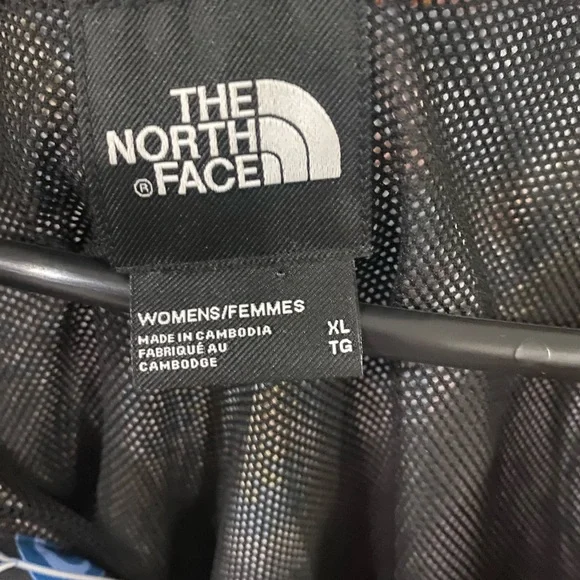 THE
NORTH
® FACE
WOMENS/FEMMES
MADE IN CAMBODIA
FABRIQUÉ AU
CAMBODGE
XL
TG